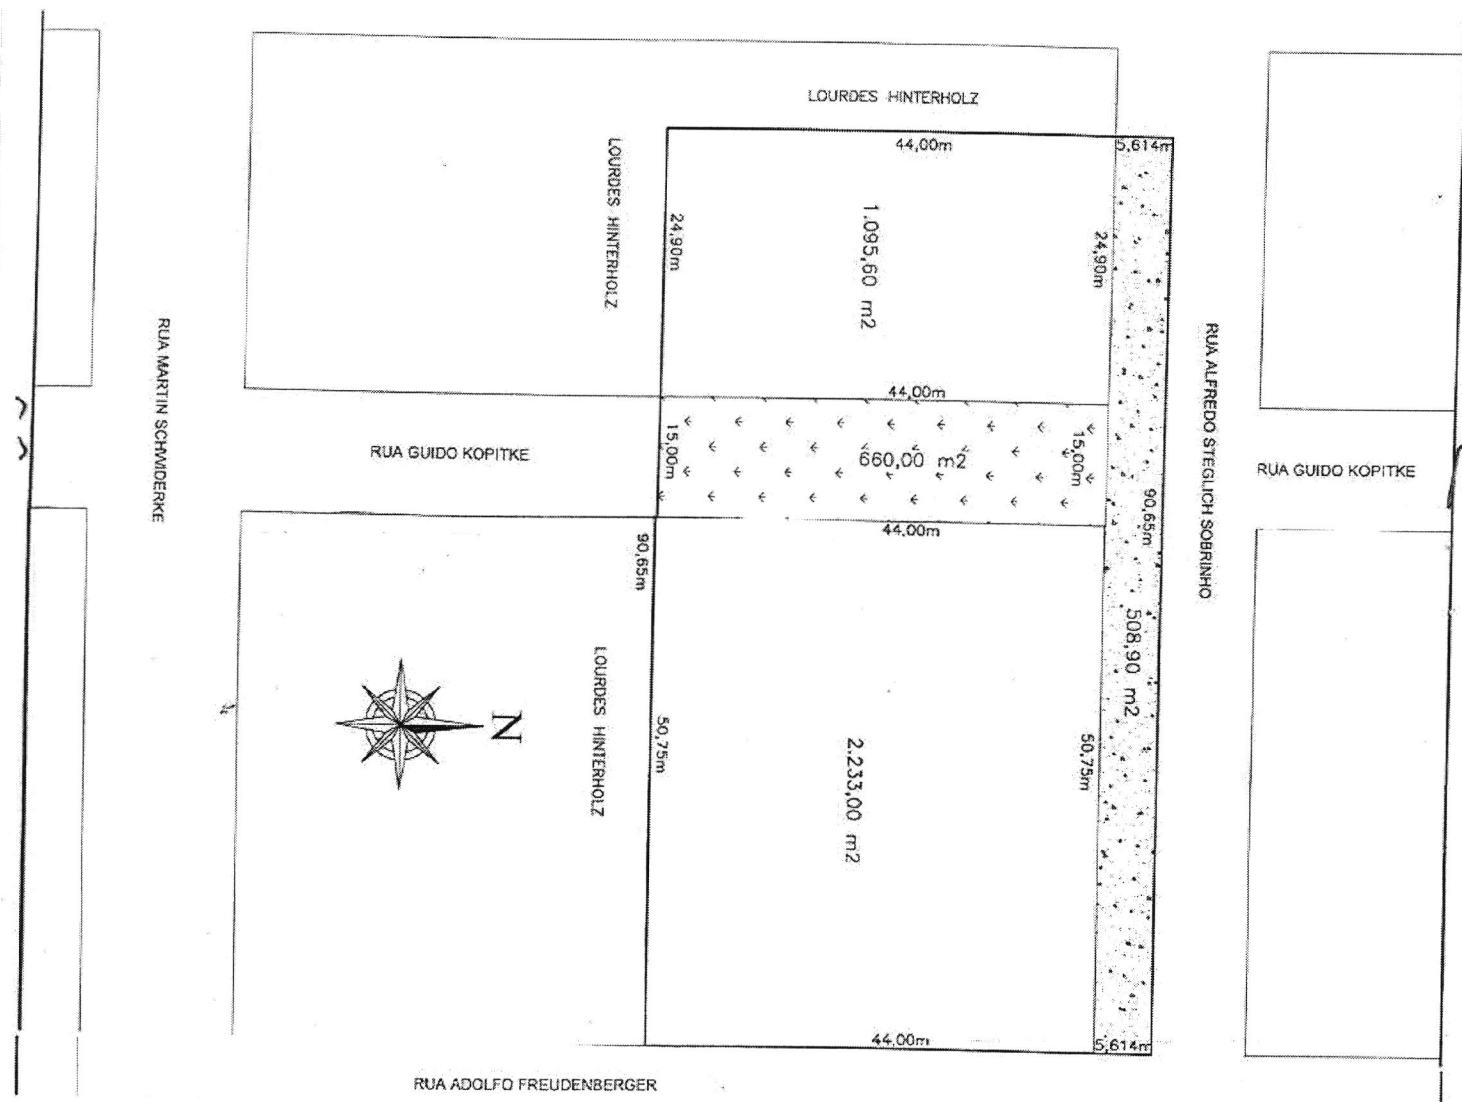 LOURDES HINTERHOLZ
44,00m
5,614m
LOURDES HINTERHOLZ
24,90m
1.095,60 m2
24,90m
RUA MARTIN SCHWIDERKE
RUA ALFREDO STEGLICH SOBRINHO
44,00m
RUA GUIDO KOPITKE
15,00m
660,00 m2
15,00m
RUA GUIDO KOPITKE
90,65m
44,00m
90,65m
508,90 m2
LOURDES HINTERHOLZ
N
50,75m
2.233,00 m2
50,75m
44,00m
5,614m
RUA ADOLFO FREUDENBERGER